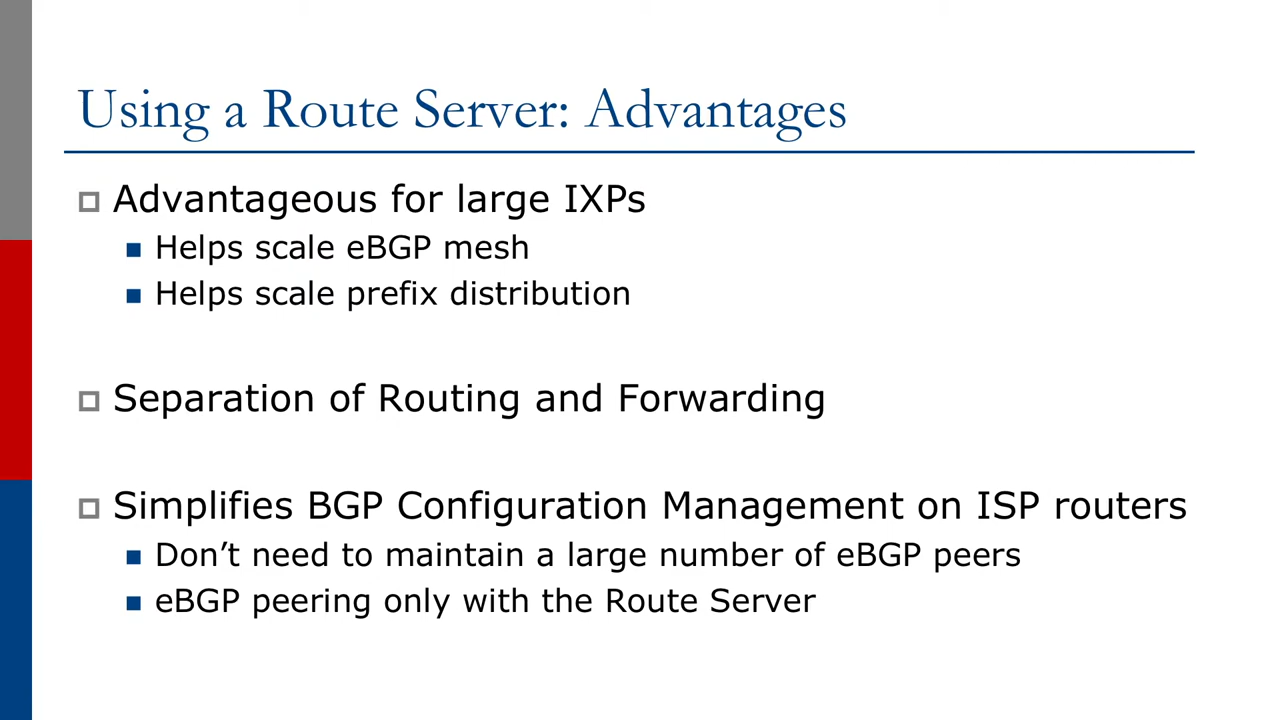 Using a Route Server: Advantages
Advantageous for large IXPs
Helps scale eBGP mesh
Helps scale prefix distribution
Separation of Routing and Forwarding
Simplifies BGP Configuration Management on ISP routers
Don’t need to maintain a large number of eBGP peers
eBGP peering only with the Route Server